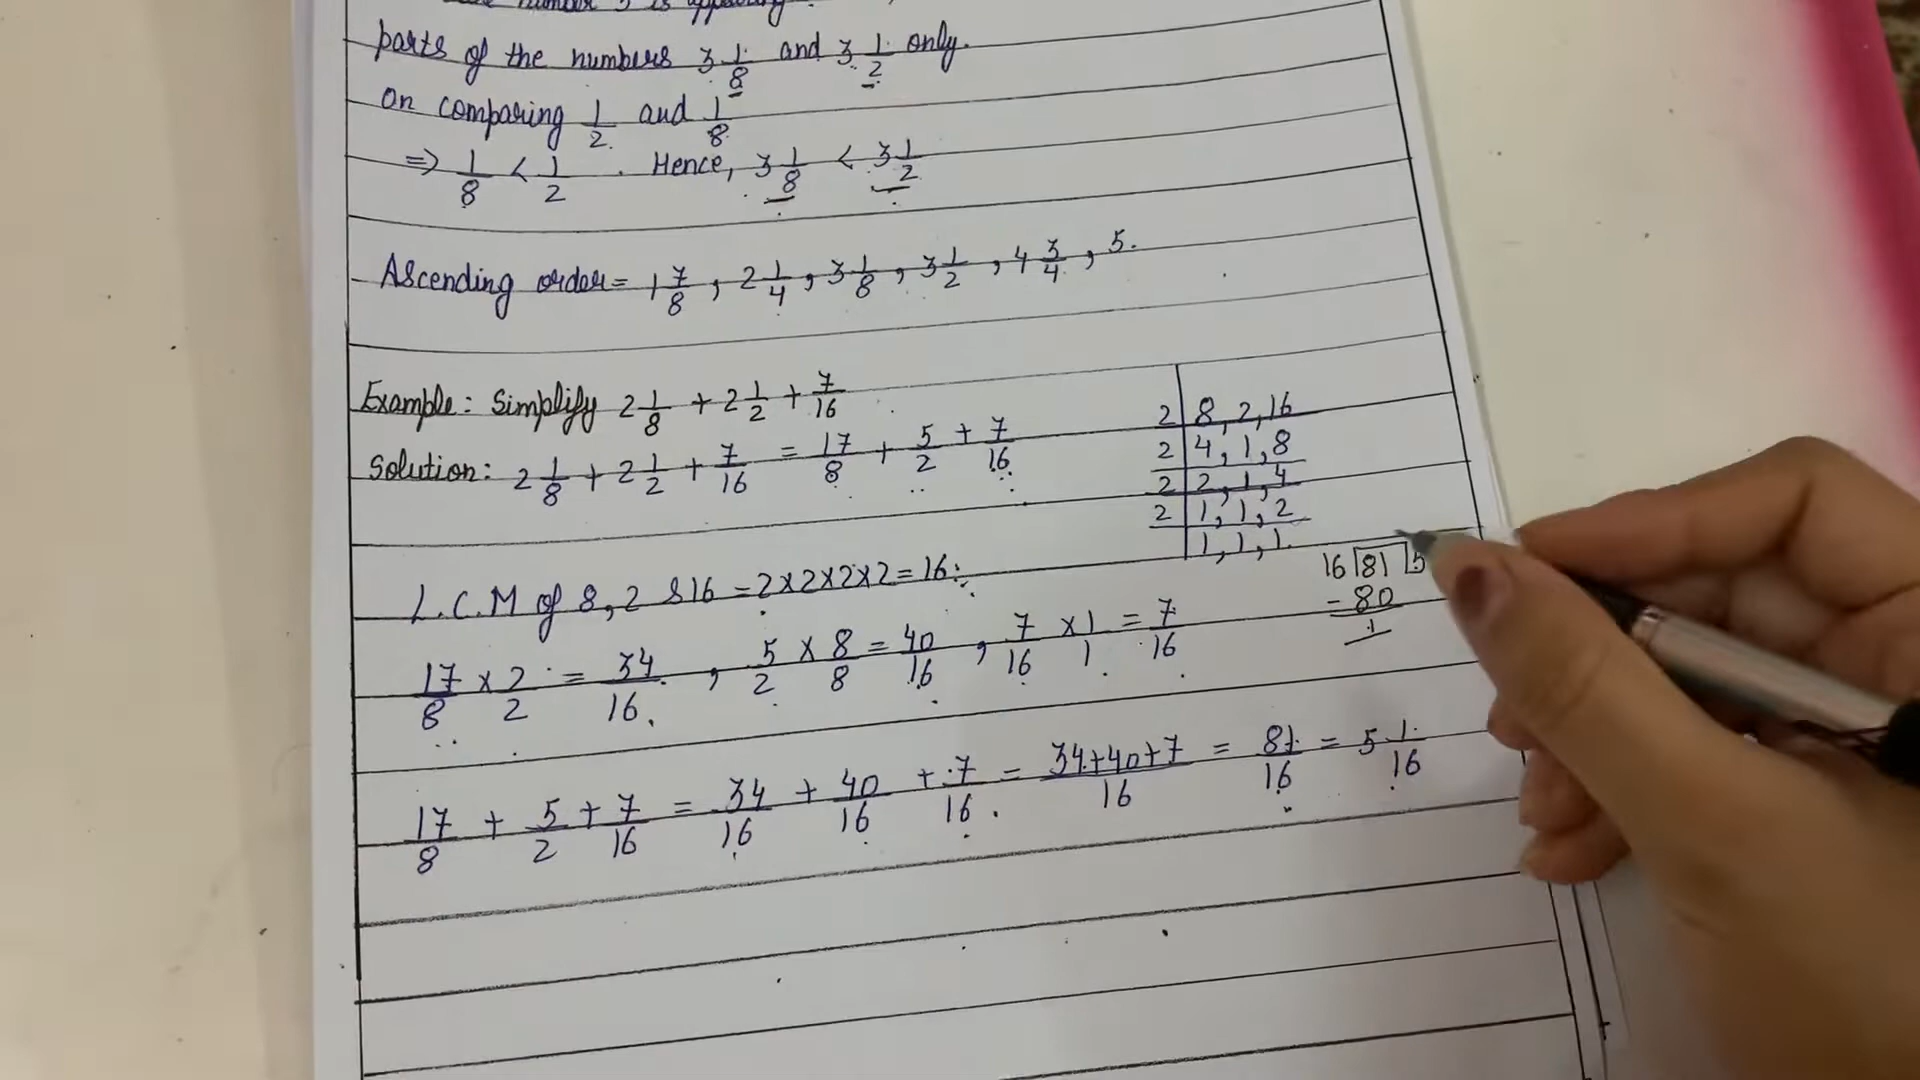 number 3 is appearing
parts of the numbers 3 1/8 and 3 1/2 only.
On comparing 1/2 and 1/8
⇒ 1/8 < 1/2 . Hence, 3 1/8 < 3 1/2
Ascending order = 1 7/8 , 2 1/4 , 3 1/8 , 3 1/2 , 4 3/4 , 5.
Example: Simplify 2 1/8 + 2 1/2 + 7/16
Solution: 2 1/8 + 2 1/2 + 7/16 = 17/8 + 5/2 + 7/16
2 | 8, 2, 16
2 | 4, 1, 8
2 | 2, 1, 4
2 | 1, 1, 2
1, 1, 1
L.C.M of 8, 2 & 16 = 2×2×2×2 = 16
16 | 81 | 5
- 80
1
17/8 × 2/2 = 34/16 , 5/2 × 8/8 = 40/16 , 7/16 × 1/1 = 7/16
17/8 + 5/2 + 7/16 = 34/16 + 40/16 + 7/16 = 34+40+7/16 = 81/16 = 5 1/16